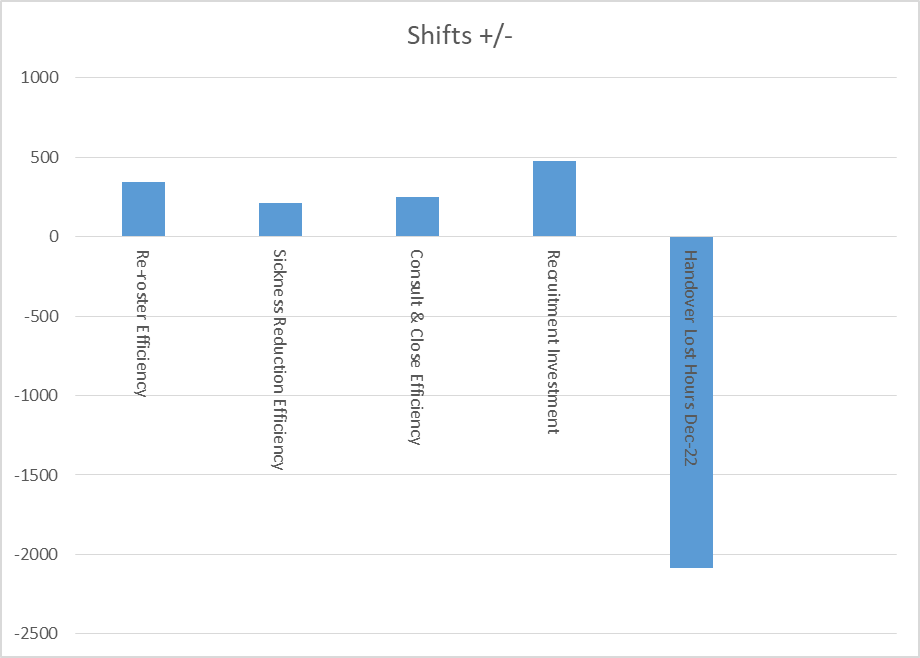 Shifts +/-
1000
500
0
-500
-1000
-1500
-2000
-2500
Re-roster Efficiency
Sickness Reduction Efficiency
Consult & Close Efficiency
Recruitment Investment
Handover Lost Hours Dec-22